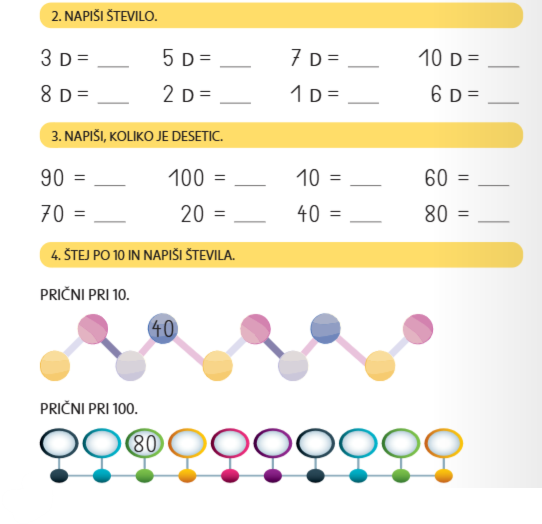 2. NAPIŠI ŠTEVILO.
3 D = ___ 5 D = ___ 7 D = ___ 10 D = ___
8 D = ___ 2 D = ___ 1 D = ___ 6 D = ___
3. NAPIŠI, KOLIKO JE DESETIC.
90 = ___ 100 = ___ 10 = ___ 60 = ___
70 = ___ 20 = ___ 40 = ___ 80 = ___
4. ŠTEJ PO 10 IN NAPIŠI ŠTEVILA.
PRIČNI PRI 10.
40
PRIČNI PRI 100.
80